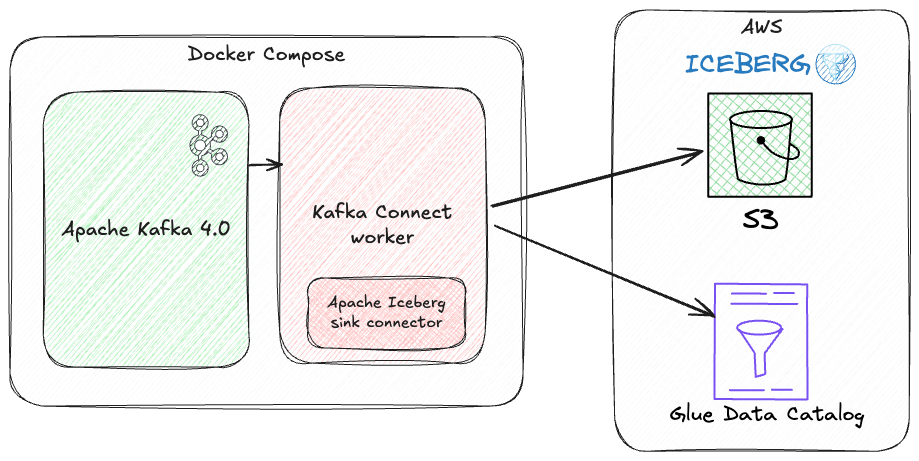 Docker Compose
Apache Kafka 4.0
Kafka Connect
worker
Apache Iceberg
sink connector
AWS
ICEBERG
S3
Glue Data Catalog